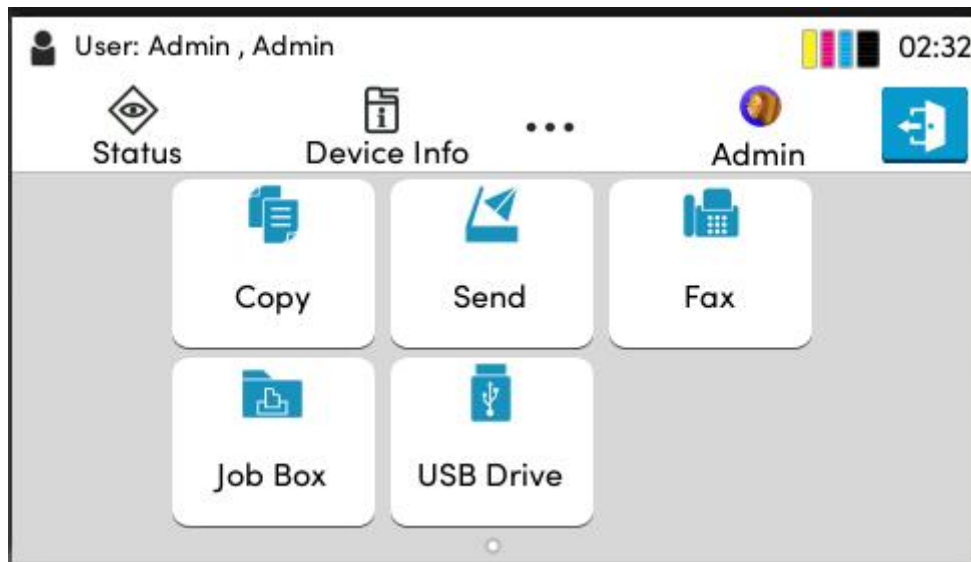 User: Admin , Admin 02:32
Status Device Info ... Admin
Copy Send Fax
Job Box USB Drive